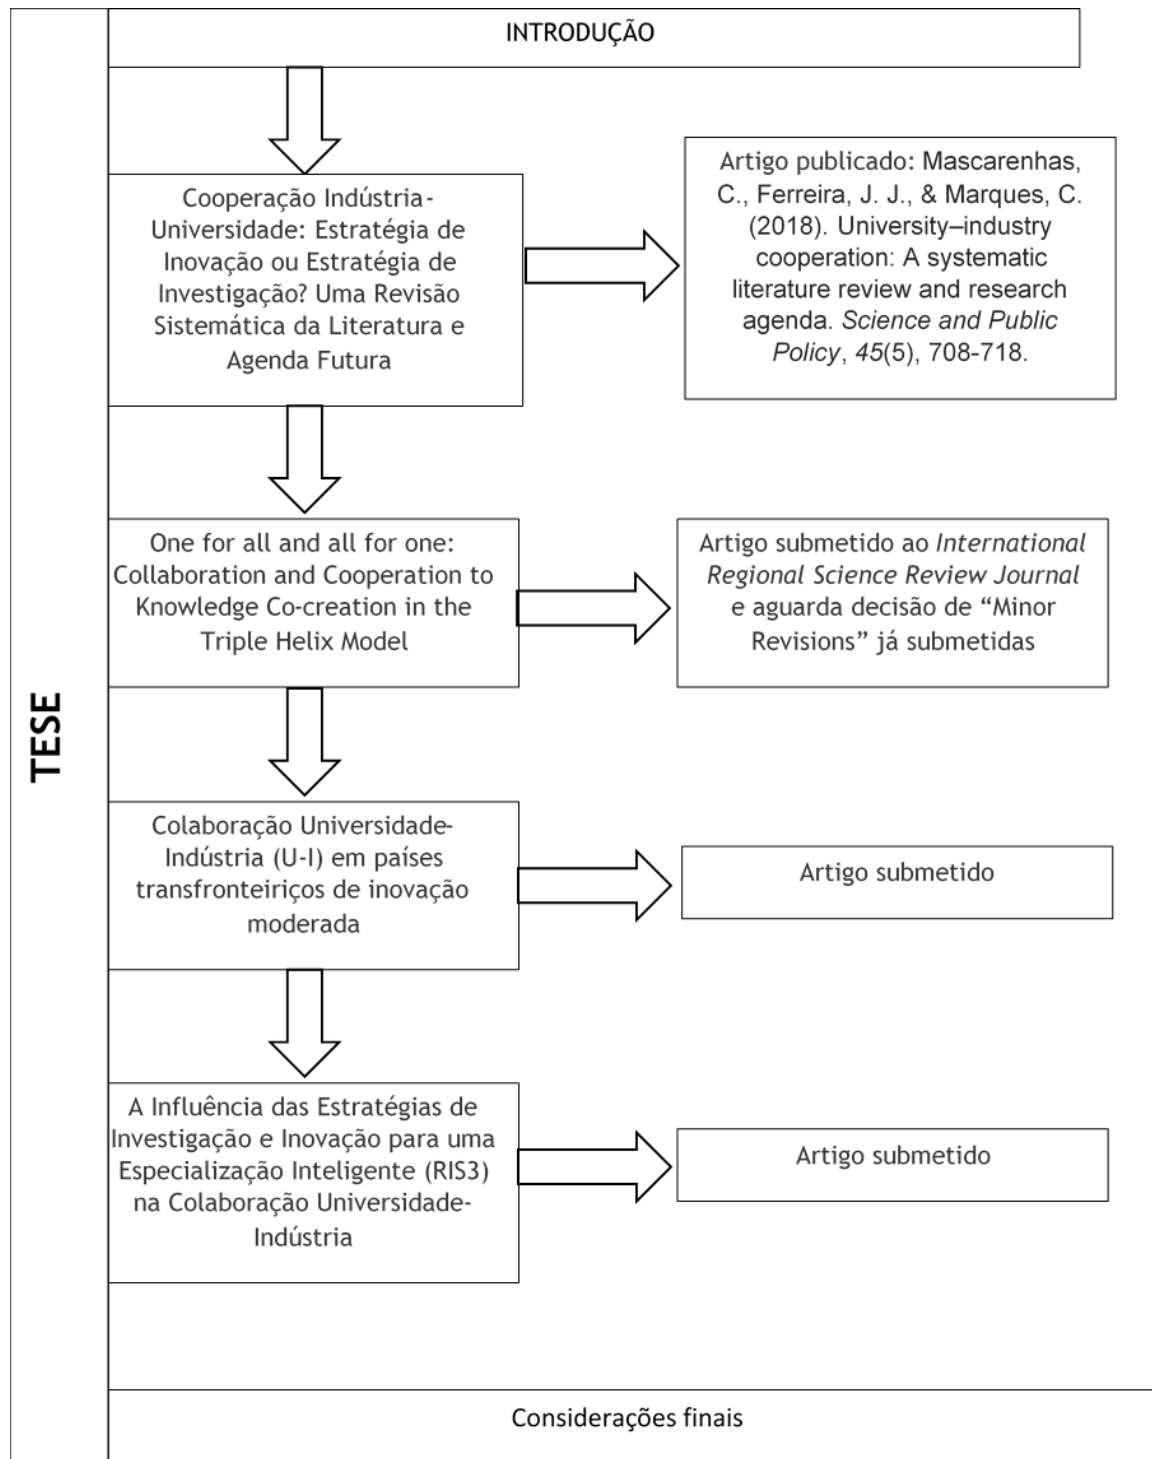 INTRODUÇÃO
Cooperação Indústria-
Universidade: Estratégia de
Inovação ou Estratégia de
Investigação? Uma Revisão
Sistemática da Literatura e
Agenda Futura
Artigo publicado: Mascarenhas,
C., Ferreira, J. J., & Marques, C.
(2018). University–industry
cooperation: A systematic
literature review and research
agenda. Science and Public
Policy, 45(5), 708-718.
One for all and all for one:
Collaboration and Cooperation to
Knowledge Co-creation in the
Triple Helix Model
Artigo submetido ao International
Regional Science Review Journal
e aguarda decisão de “Minor
Revisions” já submetidas
TESE
Colaboração Universidade-
Indústria (U-I) em países
transfronteiriços de inovação
moderada
Artigo submetido
A Influência das Estratégias de
Investigação e Inovação para uma
Especialização Inteligente (RIS3)
na Colaboração Universidade-
Indústria
Artigo submetido
Considerações finais